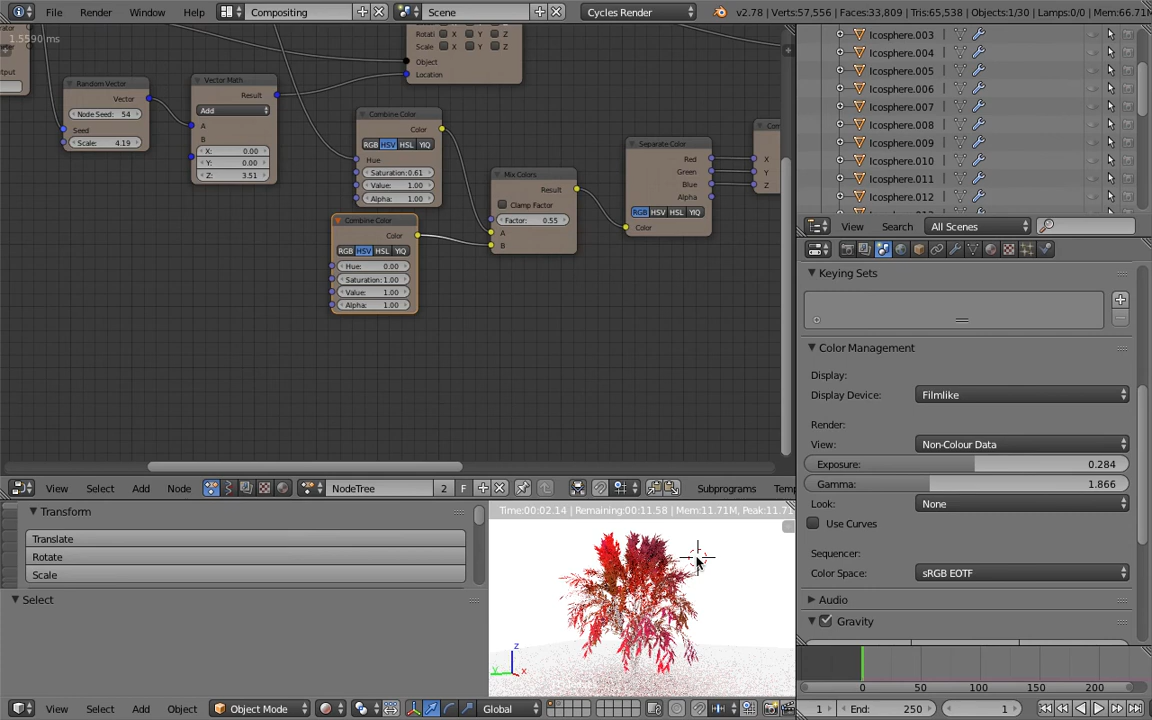 File Render Window Help Compositing Scene Cycles Render v2.78 | Verts:57,556 | Faces:33,809 | Tris:65,538 | Objects:1/30 | Lamps:0/0 | Mem:66.71M
1.5590 ms
Rotati X Y Z
Scale X Y Z
Object
Location
Random Vector
Vector
Node Seed: 54
Seed
Scale: 4.19
Vector Math
Result
Add
A
B
X: 0.00
Y: 0.00
Z: 3.51
Combine Color
Color
RGB HSV HSL YIQ
Hue
Saturation:0.61
Value: 1.00
Alpha: 1.00
Combine Color
Color
RGB HSV HSL YIQ
Hue: 0.00
Saturation:1.00
Value: 1.00
Alpha: 1.00
Mix Colors
Result
Clamp Factor
Factor: 0.55
A
B
Separate Color
Red
Green
Blue
Alpha
RGB HSV HSL YIQ
Color
X
Y
Z
View Select Add Node NodeTree 2 F Subprograms
Transform
Translate
Rotate
Scale
Select
Time:00:02.14 | Remaining:00:11.58 | Mem:11.71M, Peak:11.71
z
y
x
View Select Add Object Object Mode Global
Icosphere.003
Icosphere.004
Icosphere.005
Icosphere.006
Icosphere.007
Icosphere.008
Icosphere.009
Icosphere.010
Icosphere.011
Icosphere.012
View Search All Scenes
Keying Sets
Color Management
Display:
Display Device: Filmlike
Render:
View: Non-Colour Data
Exposure: 0.284
Gamma: 1.866
Look: None
Use Curves
Sequencer:
Color Space: sRGB EOTF
Audio
Gravity
0 50 100 150 200
1 End: 250 1